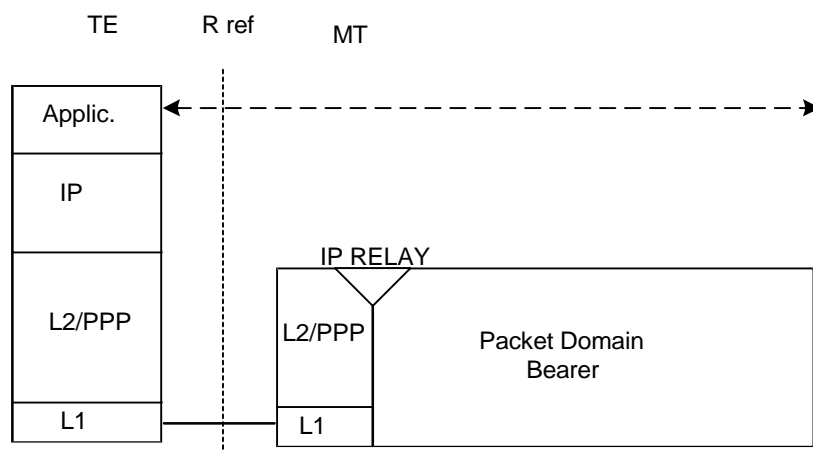 TE
R ref
MT
Applic.
IP
IP RELAY
L2/PPP
L2/PPP
Packet Domain
Bearer
L1
L1